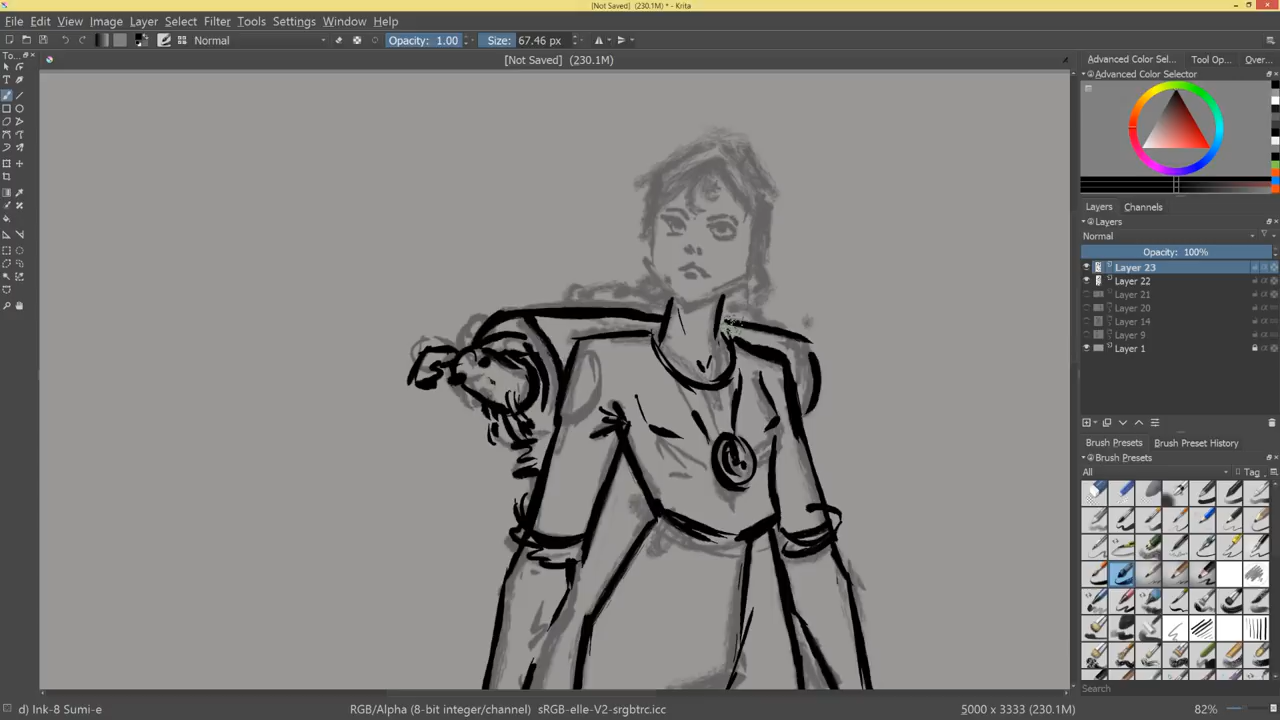 [Not Saved] (230.1M) * - Krita
File Edit View Image Layer Select Filter Tools Settings Window Help
Normal Opacity: 1.00 Size: 67.46 px
To...
[Not Saved] (230.1M)
Advanced Color Sel... Tool Op... Over...
Advanced Color Selector
Layers Channels
Layers
Normal
Opacity: 100%
Layer 23
Layer 22
Layer 21
Layer 20
Layer 14
Layer 9
Layer 1
Brush Presets Brush Preset History
Brush Presets
All Tag
Search
d) Ink-8 Sumi-e RGB/Alpha (8-bit integer/channel) sRGB-elle-V2-srgbtrc.icc 5000 x 3333 (230.1M) 82%